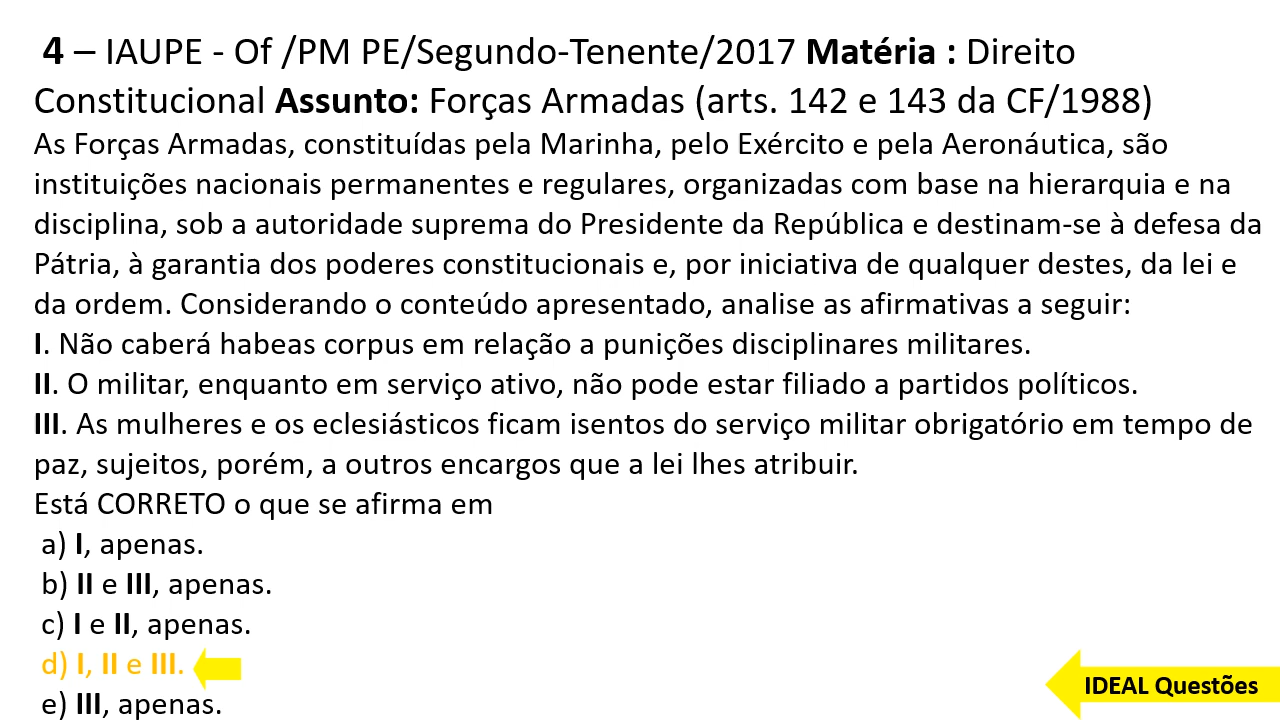 4 – IAUPE - Of /PM PE/Segundo-Tenente/2017 Matéria : Direito
Constitucional Assunto: Forças Armadas (arts. 142 e 143 da CF/1988)
As Forças Armadas, constituídas pela Marinha, pelo Exército e pela Aeronáutica, são
instituições nacionais permanentes e regulares, organizadas com base na hierarquia e na
disciplina, sob a autoridade suprema do Presidente da República e destinam-se à defesa da
Pátria, à garantia dos poderes constitucionais e, por iniciativa de qualquer destes, da lei e
da ordem. Considerando o conteúdo apresentado, analise as afirmativas a seguir:
I. Não caberá habeas corpus em relação a punições disciplinares militares.
II. O militar, enquanto em serviço ativo, não pode estar filiado a partidos políticos.
III. As mulheres e os eclesiásticos ficam isentos do serviço militar obrigatório em tempo de
paz, sujeitos, porém, a outros encargos que a lei lhes atribuir.
Está CORRETO o que se afirma em
a) I, apenas.
b) II e III, apenas.
c) I e II, apenas.
d) I, II e III.
e) III, apenas.
IDEAL Questões